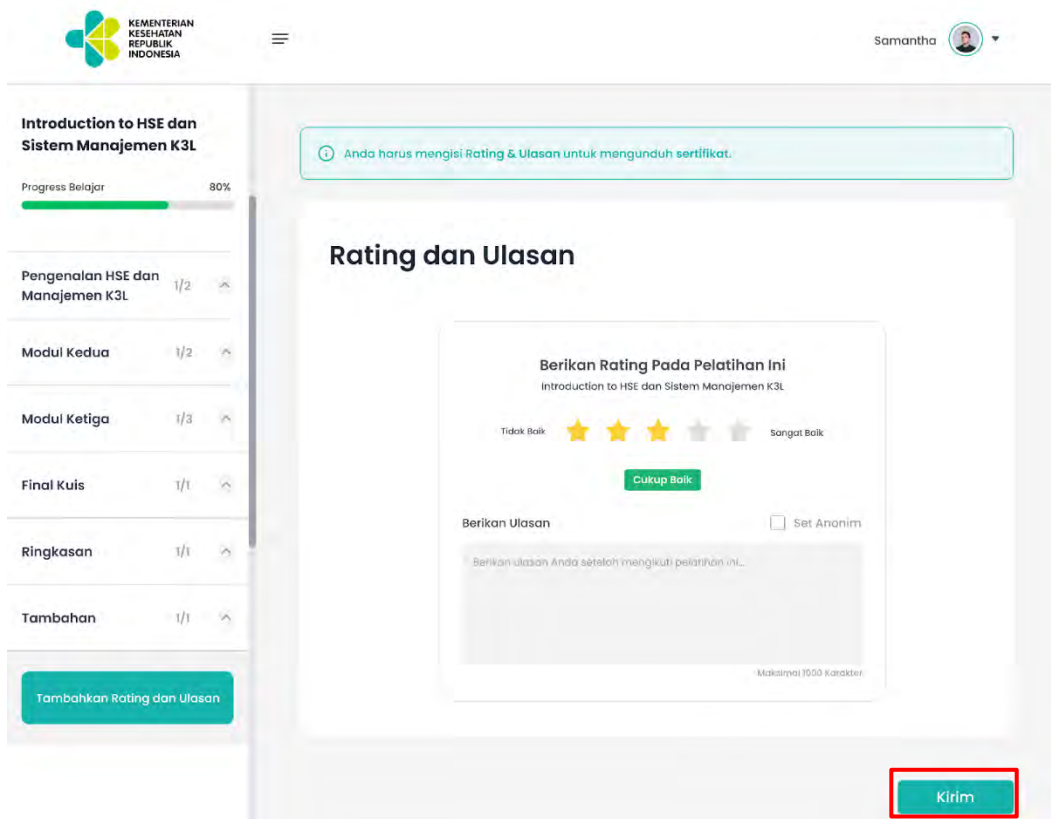 KEMENTERIAN
KESEHATAN
REPUBLIK
INDONESIA
Samantha
Introduction to HSE dan
Sistem Manajemen K3L
Progress Belajar 80%
Pengenalan HSE dan
Manajemen K3L
1/2
Modul Kedua 1/2
Modul Ketiga 1/3
Final Kuis 1/1
Ringkasan 1/1
Tambahan 1/1
Tambahkan Rating dan Ulasan
Anda harus mengisi Rating & Ulasan untuk mengunduh sertifikat.
Rating dan Ulasan
Berikan Rating Pada Pelatihan Ini
Introduction to HSE dan Sistem Manajemen K3L
Tidak Baik Sangat Baik
Cukup Baik
Berikan Ulasan Set Anonim
Berikan ulasan Anda setelah mengikuti pelatihan ini...
Maksimal 1000 Karakter
Kirim